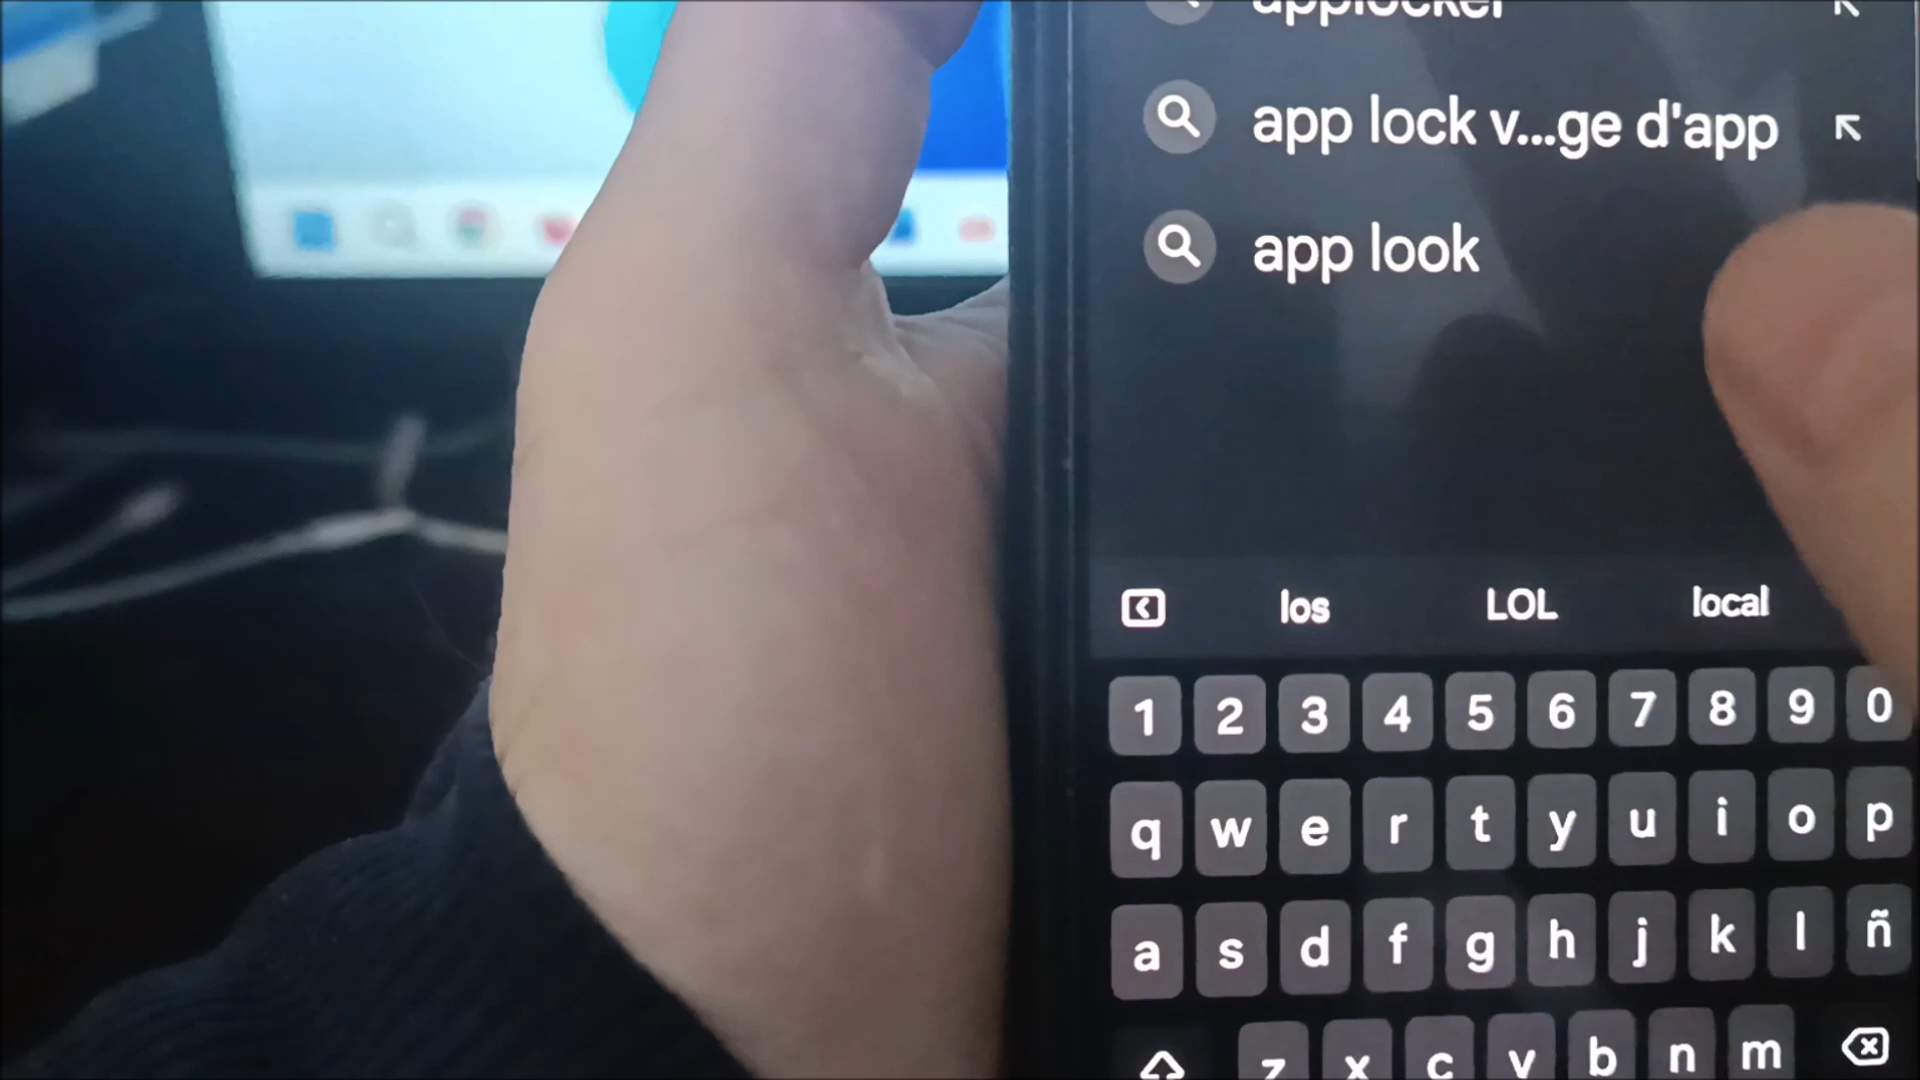 applocker
app lock v...ge d'app
app look
los LOL local
1 2 3 4 5 6 7 8 9 0
q w e r t y u i o p
a s d f g h j k l ñ
z x c v b n m